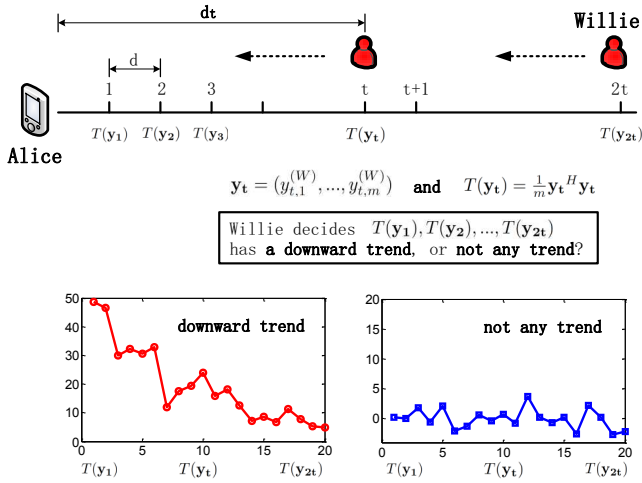 dt
Willie
d
1 2 3 t t+1 2t
T(y₁) T(y₂) T(y₃) T(yₜ) T(y₂ₜ)
Alice
yₜ = (y_{t,1}^{(W)}, ..., y_{t,m}^{(W)}) and T(yₜ) = 1/m yₜᴴ yₜ
Willie decides T(y₁), T(y₂), ..., T(y₂ₜ)
has a downward trend, or not any trend?
downward trend
50
40
30
20
10
0
0 5 10 15 20
T(y₁) T(yₜ) T(y₂ₜ)
not any trend
20
15
10
5
0
0 5 10 15 20
T(y₁) T(yₜ) T(y₂ₜ)